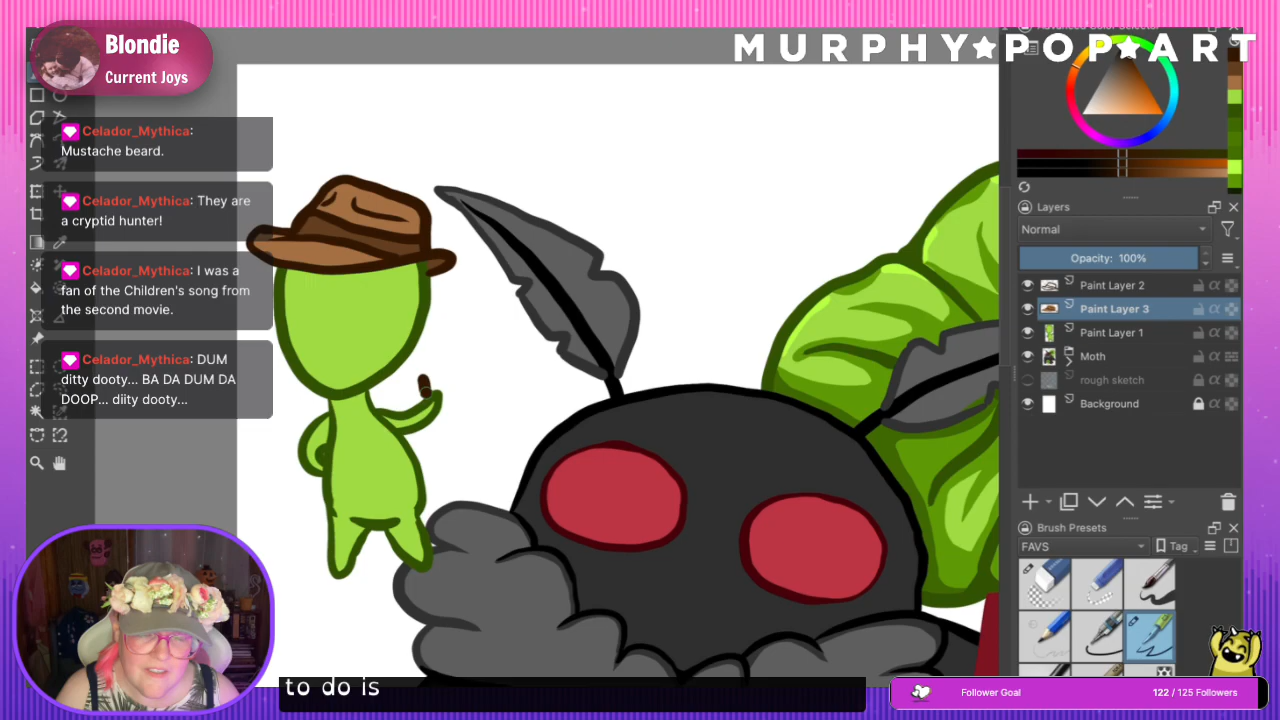 Blondie
Current Joys
MURPHY★POP★ART
Celador_Mythica:
Mustache beard.
Celador_Mythica: They are
a cryptid hunter!
Celador_Mythica: I was a
fan of the Children's song from
the second movie.
Celador_Mythica: DUM
ditty dooty... BA DA DUM DA
DOOP... diity dooty...
Layers
Normal
Opacity: 100%
Paint Layer 2
Paint Layer 3
Paint Layer 1
Moth
rough sketch
Background
Brush Presets
FAVS
Tag
to do is
Follower Goal
122 / 125 Followers